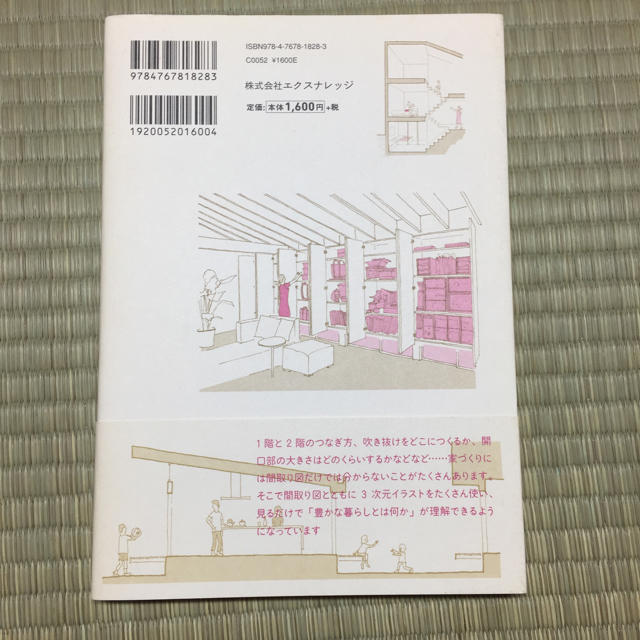 9784767818283
1920052016004
ISBN978-4-7678-1828-3
C0052 ¥1600E
株式会社エクスナレッジ
定価:本体1,600円+税
1階と2階のつなぎ方、吹き抜けをどこにつくるか、開
口部の大きさはどのくらいするかなどなど……家づくりに
は間取り図だけでは分からないことがたくさんあります。
そこで間取り図とともに3次元イラストをたくさん使い、
見るだけで「豊かな暮らしとは何か」が理解できるよう
になっています